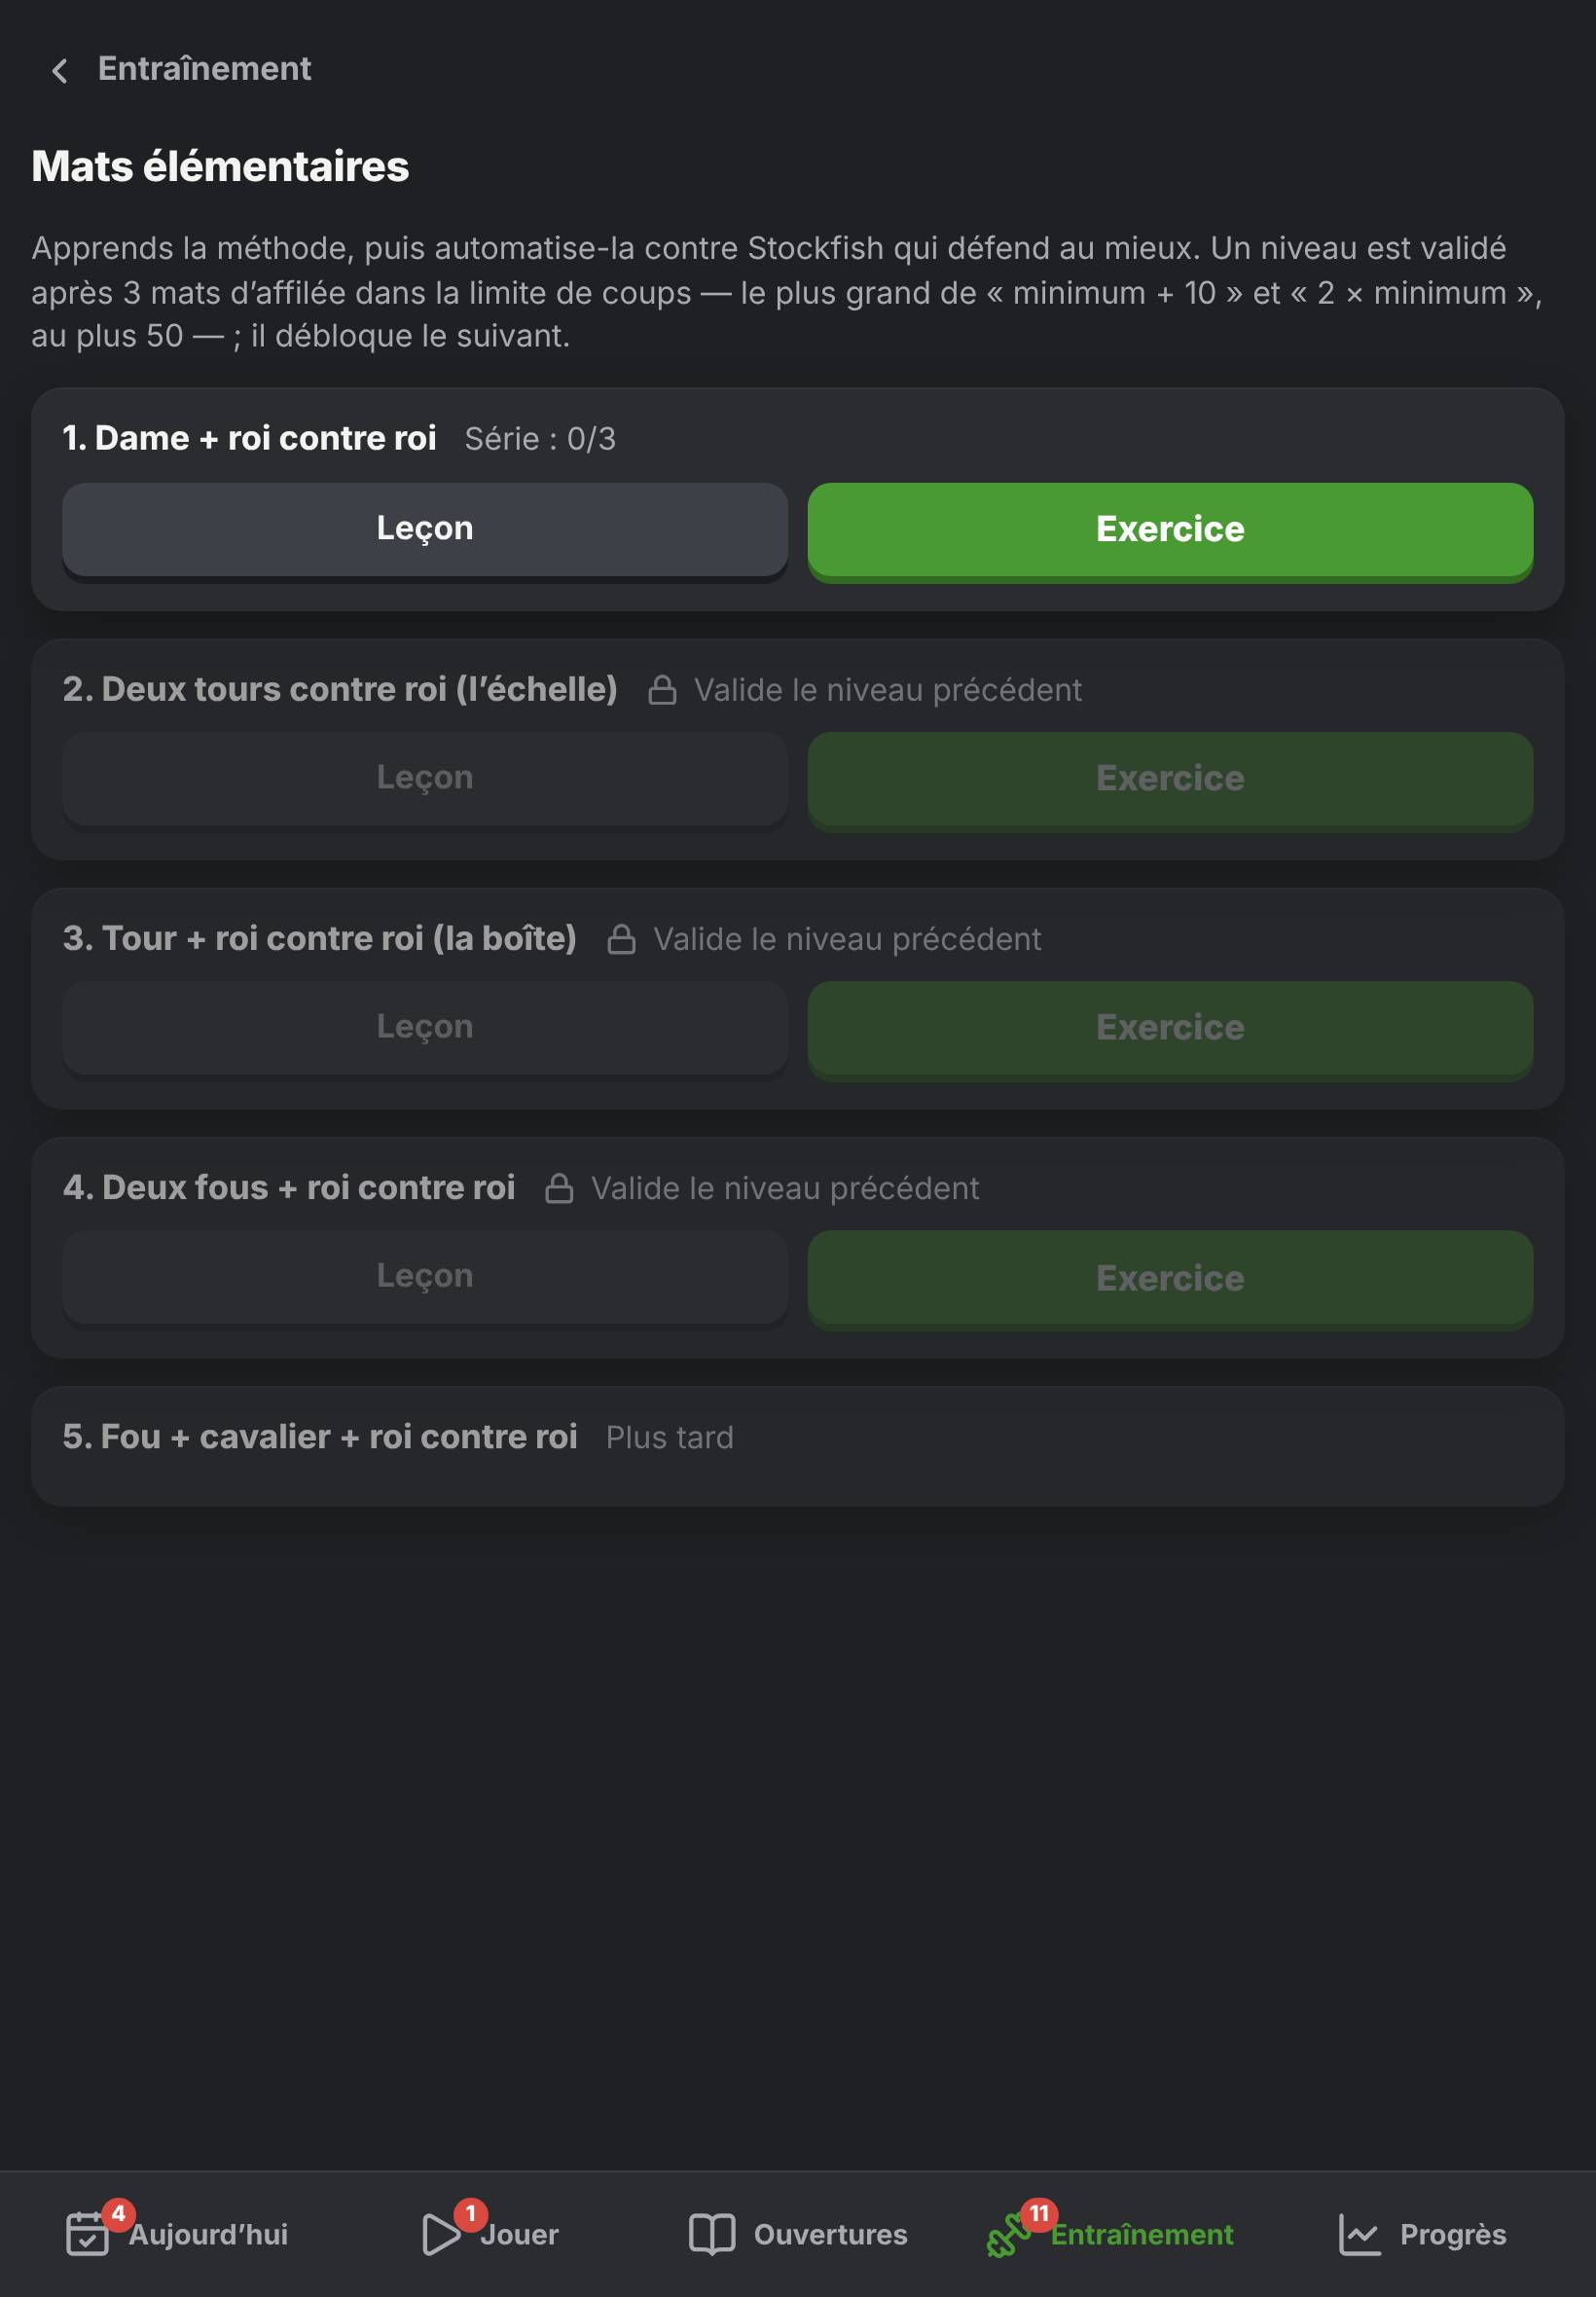 Entraînement
Mats élémentaires
Apprends la méthode, puis automatise-la contre Stockfish qui défend au mieux. Un niveau est validé
après 3 mats d’affilée dans la limite de coups — le plus grand de « minimum + 10 » et « 2 × minimum »,
au plus 50 — ; il débloque le suivant.
1. Dame + roi contre roi Série : 0/3
Leçon Exercice
2. Deux tours contre roi (l’échelle) Valide le niveau précédent
Leçon Exercice
3. Tour + roi contre roi (la boîte) Valide le niveau précédent
Leçon Exercice
4. Deux fous + roi contre roi Valide le niveau précédent
Leçon Exercice
5. Fou + cavalier + roi contre roi Plus tard
4 Aujourd’hui 1 Jouer Ouvertures 11 Entraînement Progrès